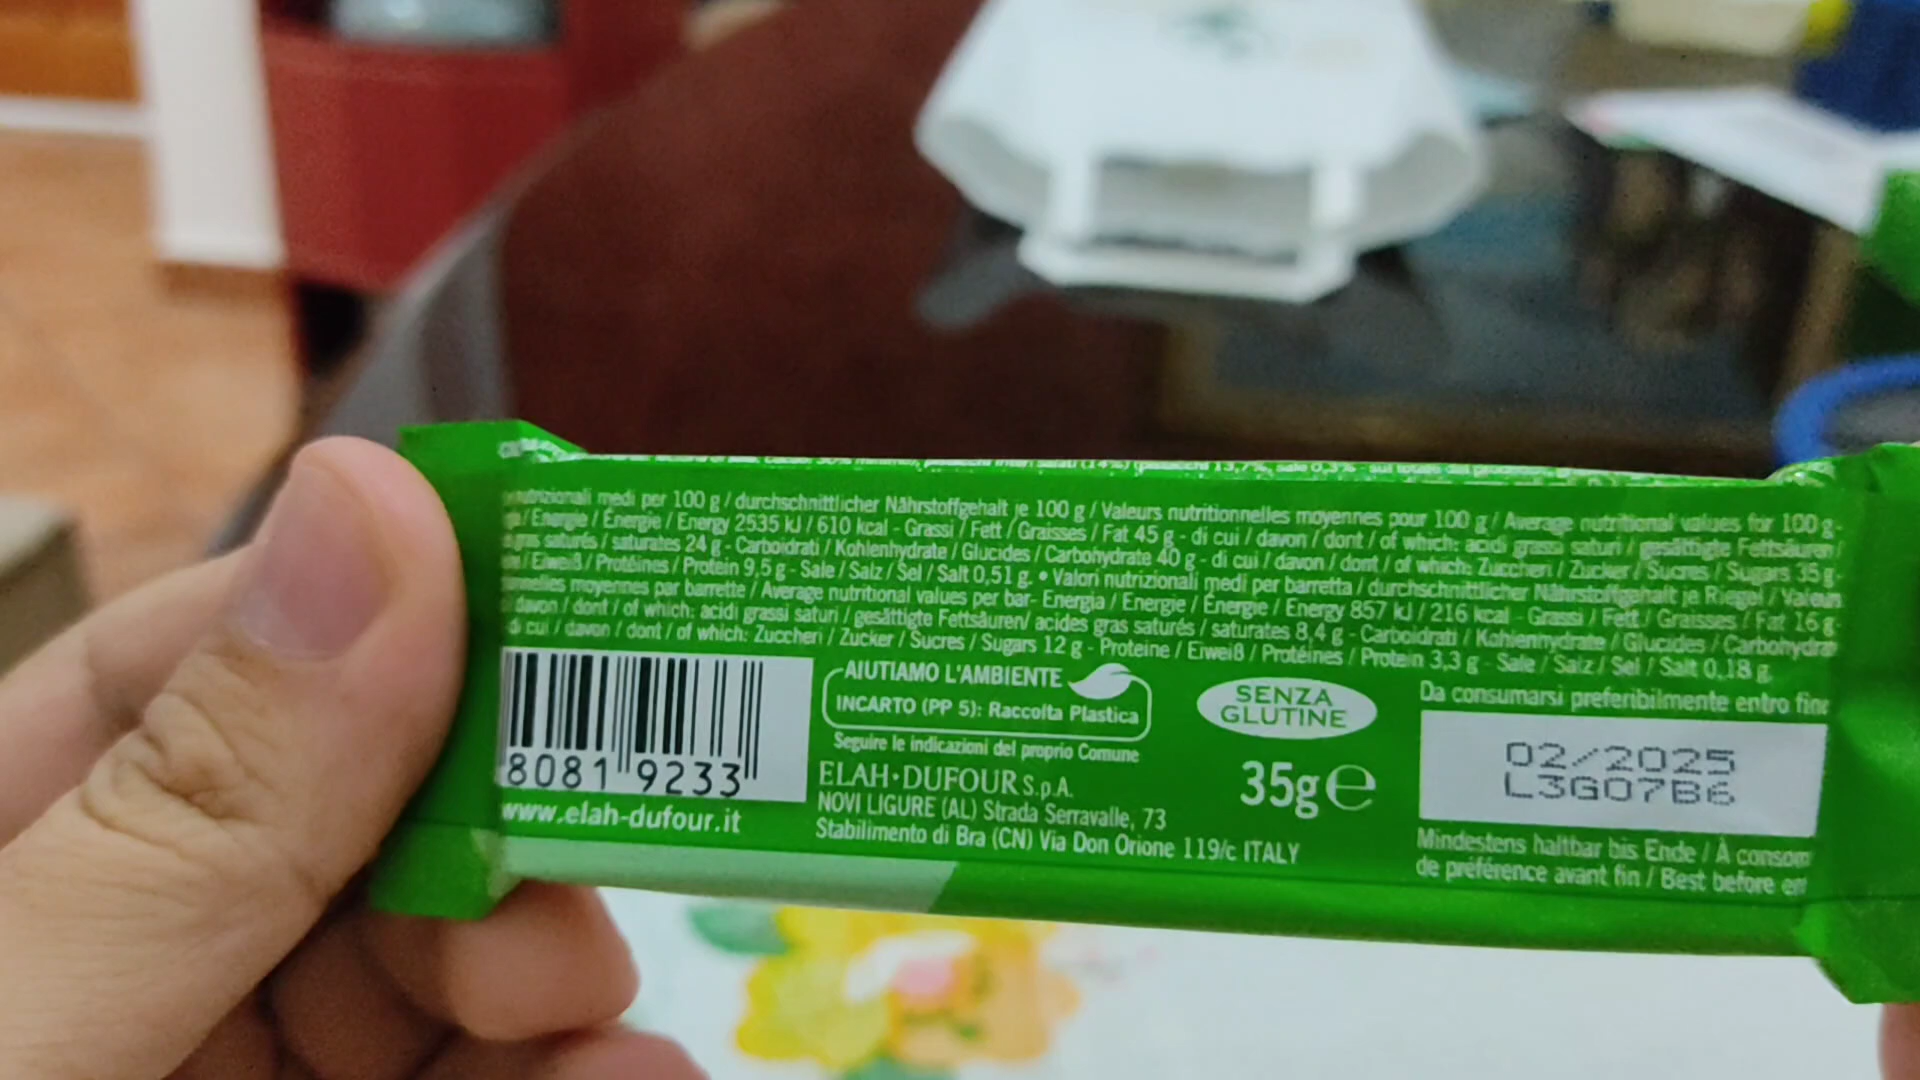 nutrizionali medi per 100 g / durchschnittlicher Nährstoffgehalt je 100 g / Valeurs nutritionnelles moyennes pour 100 g / Average nutritional values for 100 g -
/ Energie / Énergie / Energy 2535 kJ / 610 kcal - Grassi / Fett / Graisses / Fat 45 g - di cui / davon / dont / of which: acidi grassi saturi / gesättigte Fettsäuren /
gras saturés / saturates 24 g - Carboidrati / Kohlenhydrate / Glucides / Carbohydrate 40 g - di cui / davon / dont / of which: Zuccheri / Zucker / Sucres / Sugars 35 g -
/ Eiweiß / Protéines / Protein 9,5 g - Sale / Salz / Sel / Salt 0,51 g. • Valori nutrizionali medi per barretta / durchschnittlicher Nährstoffgehalt je Riegel / Valeurs
moyennes par barrette / Average nutritional values per bar - Energia / Energie / Énergie / Energy 857 kJ / 216 kcal - Grassi / Fett / Graisses / Fat 16 g -
davon / dont / of which: acidi grassi saturi / gesättigte Fettsäuren/ acides gras saturés / saturates 8,4 g - Carboidrati / Kohlenhydrate / Glucides / Carbohydra
di cui / davon / dont / of which: Zuccheri / Zucker / Sucres / Sugars 12 g - Proteine / Eiweiß / Protéines / Protein 3,3 g - Sale / Salz / Sel / Salt 0,18 g.
8081 9233
www.elah-dufour.it
AIUTIAMO L'AMBIENTE
INCARTO (PP 5): Raccolta Plastica
Seguire le indicazioni del proprio Comune
ELAH•DUFOUR S.p.A.
NOVI LIGURE (AL) Strada Serravalle, 73
Stabilimento di Bra (CN) Via Don Orione 119/c ITALY
SENZA
GLUTINE
35g e
Da consumarsi preferibilmente entro fine
02/2025
L3G07B6
Mindestens haltbar bis Ende / À consom
de préférence avant fin / Best before en